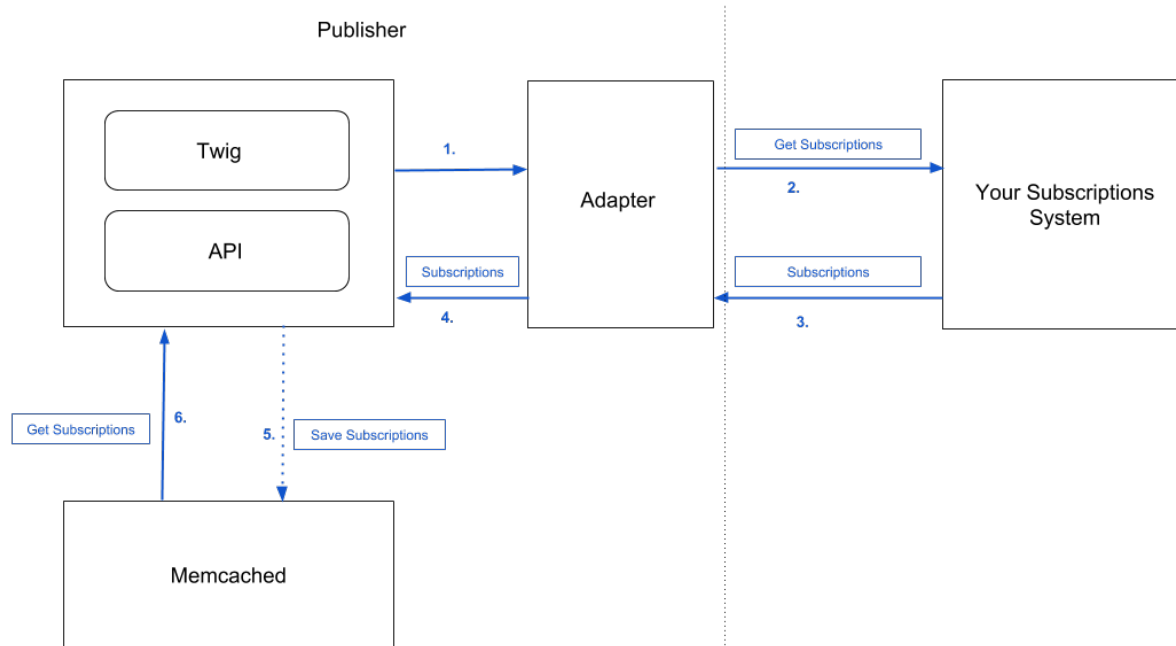 Publisher
Twig
API
1.
Adapter
Get Subscriptions
2.
Your Subscriptions
System
Subscriptions
4.
Subscriptions
3.
Get Subscriptions
6.
5.
Save Subscriptions
Memcached